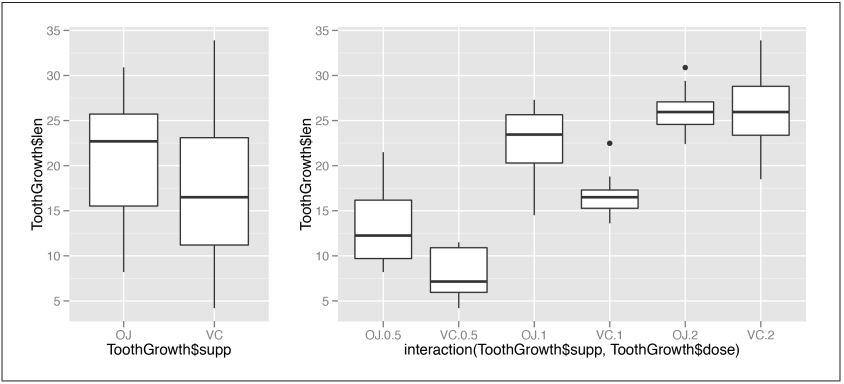 ToothGrowth$len
35
30
25
20
15
10
5
OJ
VC
ToothGrowth$supp
ToothGrowth$len
35
30
25
20
15
10
5
OJ.0.5
VC.0.5
OJ.1
VC.1
OJ.2
VC.2
interaction(ToothGrowth$supp, ToothGrowth$dose)